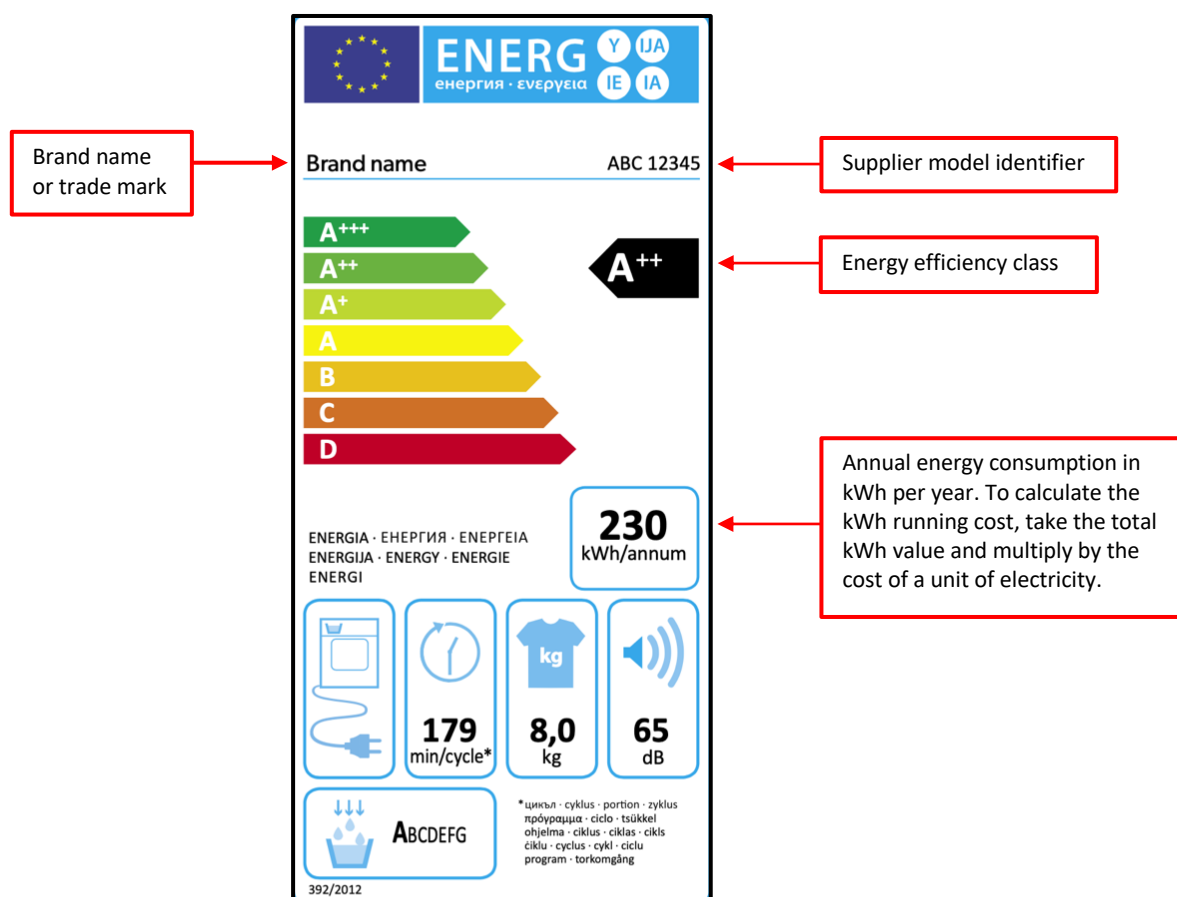 ENERG Y IJA
енергия · ενεργεια IE IA
Brand name
or trade mark
Brand name
ABC 12345
Supplier model identifier
A+++
A++
A+
A
B
C
D
A++
Energy efficiency class
ENERGIA · ЕНЕРГИЯ · ΕΝΕΡΓΕΙΑ
ENERGIJA · ENERGY · ENERGIE
ENERGI
230
kWh/annum
Annual energy consumption in
kWh per year. To calculate the
kWh running cost, take the total
kWh value and multiply by the
cost of a unit of electricity.
179
min/cycle*
kg
8,0
kg
65
dB
ABCDEFG
*цикъл · cyklus · portion · zyklus
πρόγραμμα · ciclo · tsükkel
ohjelma · ciklus · ciklas · cikls
ċiklu · cyclus · cykl · ciclu
program · torkomgång
392/2012